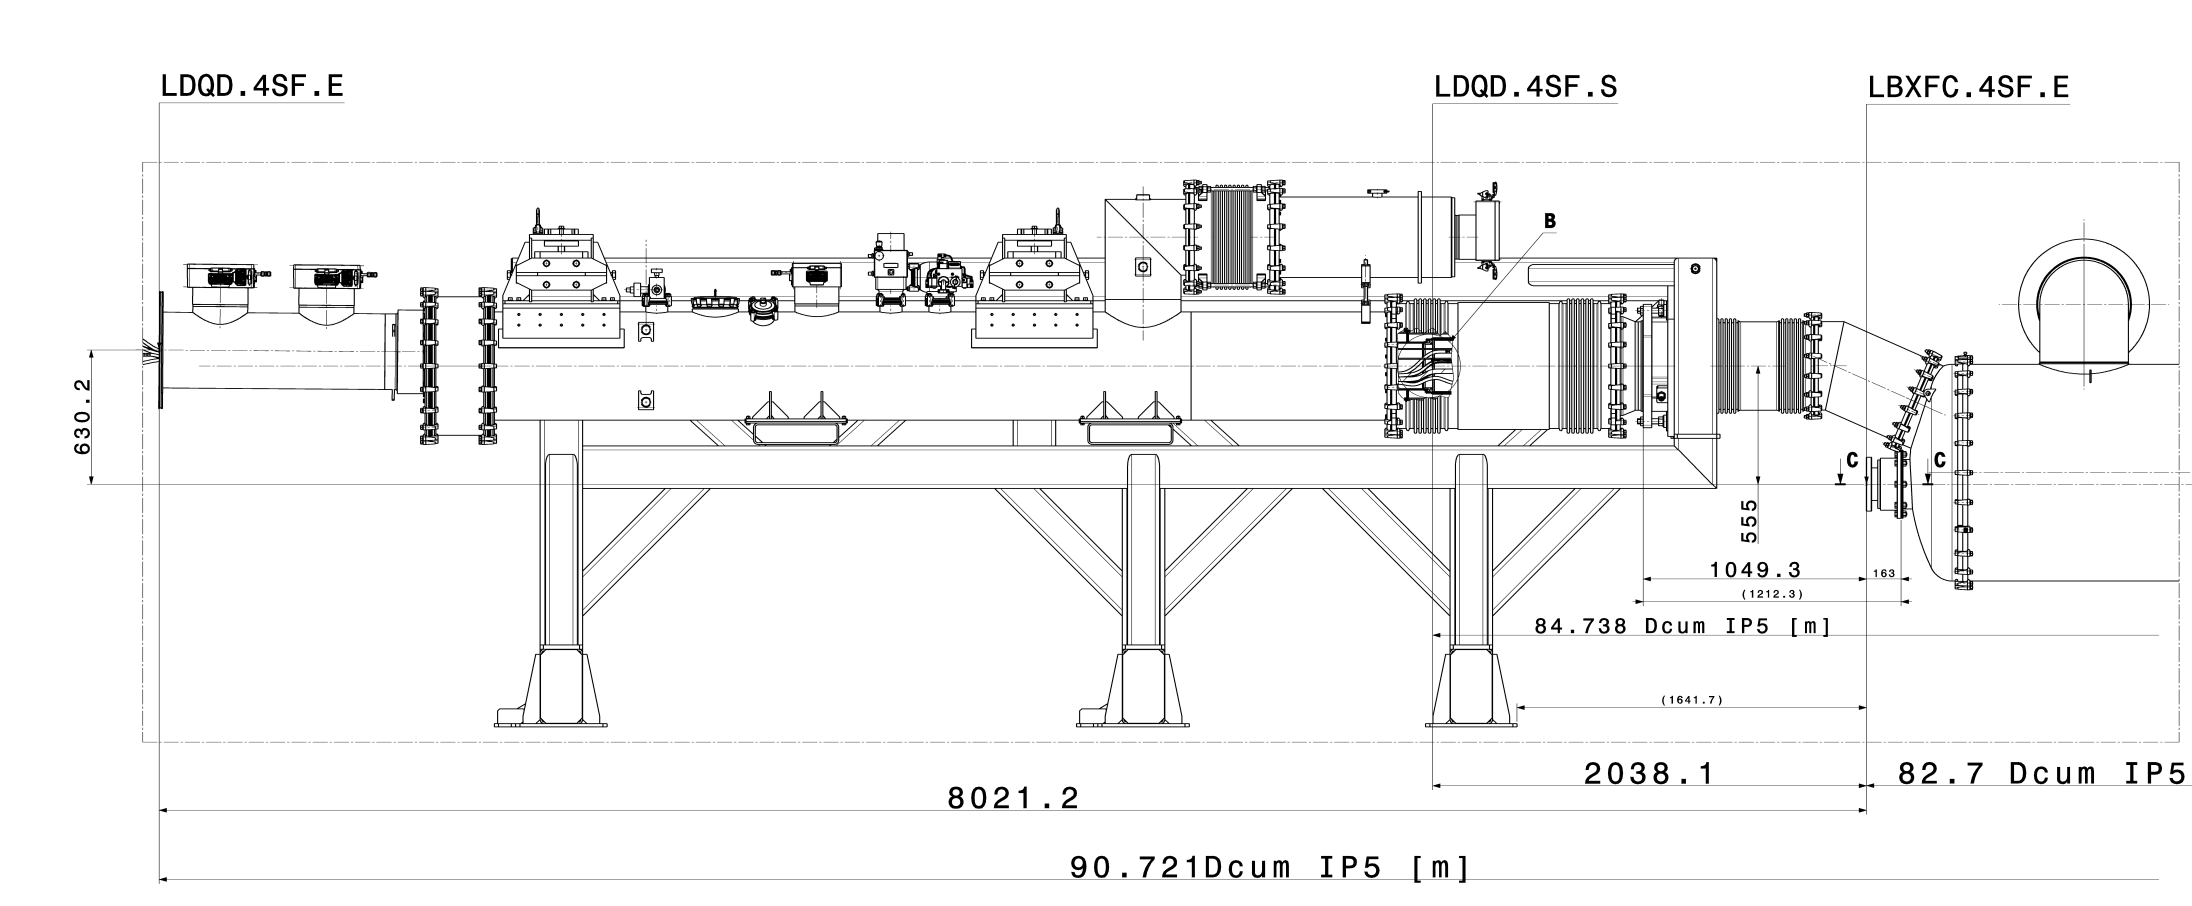 LDQD.4SF.E
LDQD.4SF.S
LBXFC.4SF.E
B
630.2
C
C
555
1049.3
163
(1212.3)
84.738 Dcum IP5 [m]
(1641.7)
2038.1
82.7 Dcum IP5
8021.2
90.721Dcum IP5 [m]